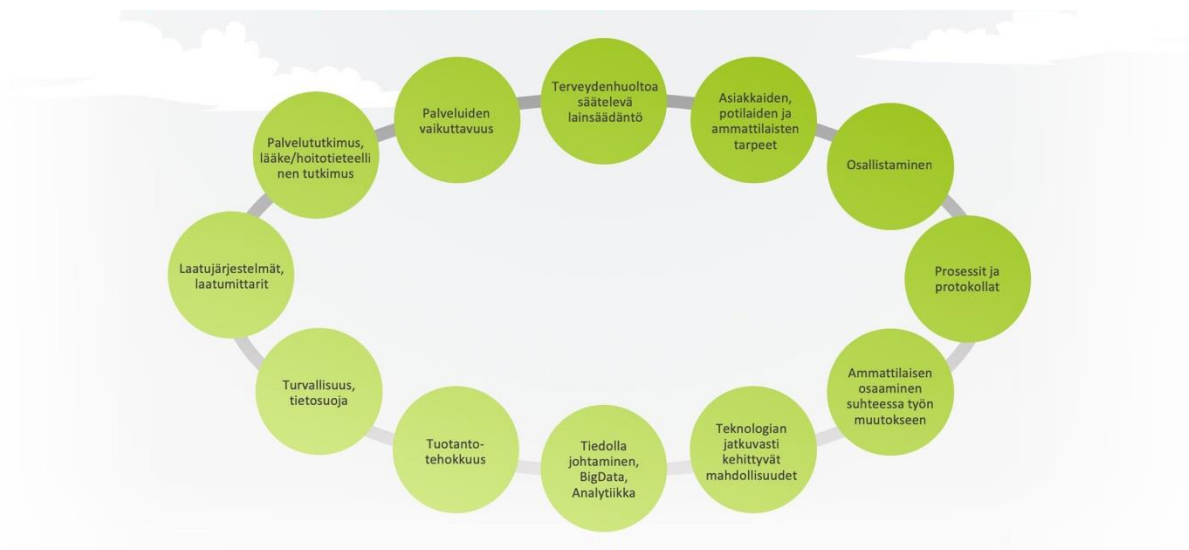 Terveydenhuoltoa
säätelevä
lainsäädäntö
Asiakkaiden,
potilaiden ja
ammattilaisten
tarpeet
Osallistaminen
Prosessit ja
protokollat
Ammattilaisen
osaaminen
suhteessa työn
muutokseen
Teknologian
jatkuvasti
kehittyvät
mahdollisuudet
Tiedolla
johtaminen,
BigData,
Analytiikka
Tuotanto-
tehokkuus
Turvallisuus,
tietosuoja
Laatujärjestelmät,
laatumittarit
Palvelututkimus,
lääke/hoitotieteelli
nen tutkimus
Palveluiden
vaikuttavuus